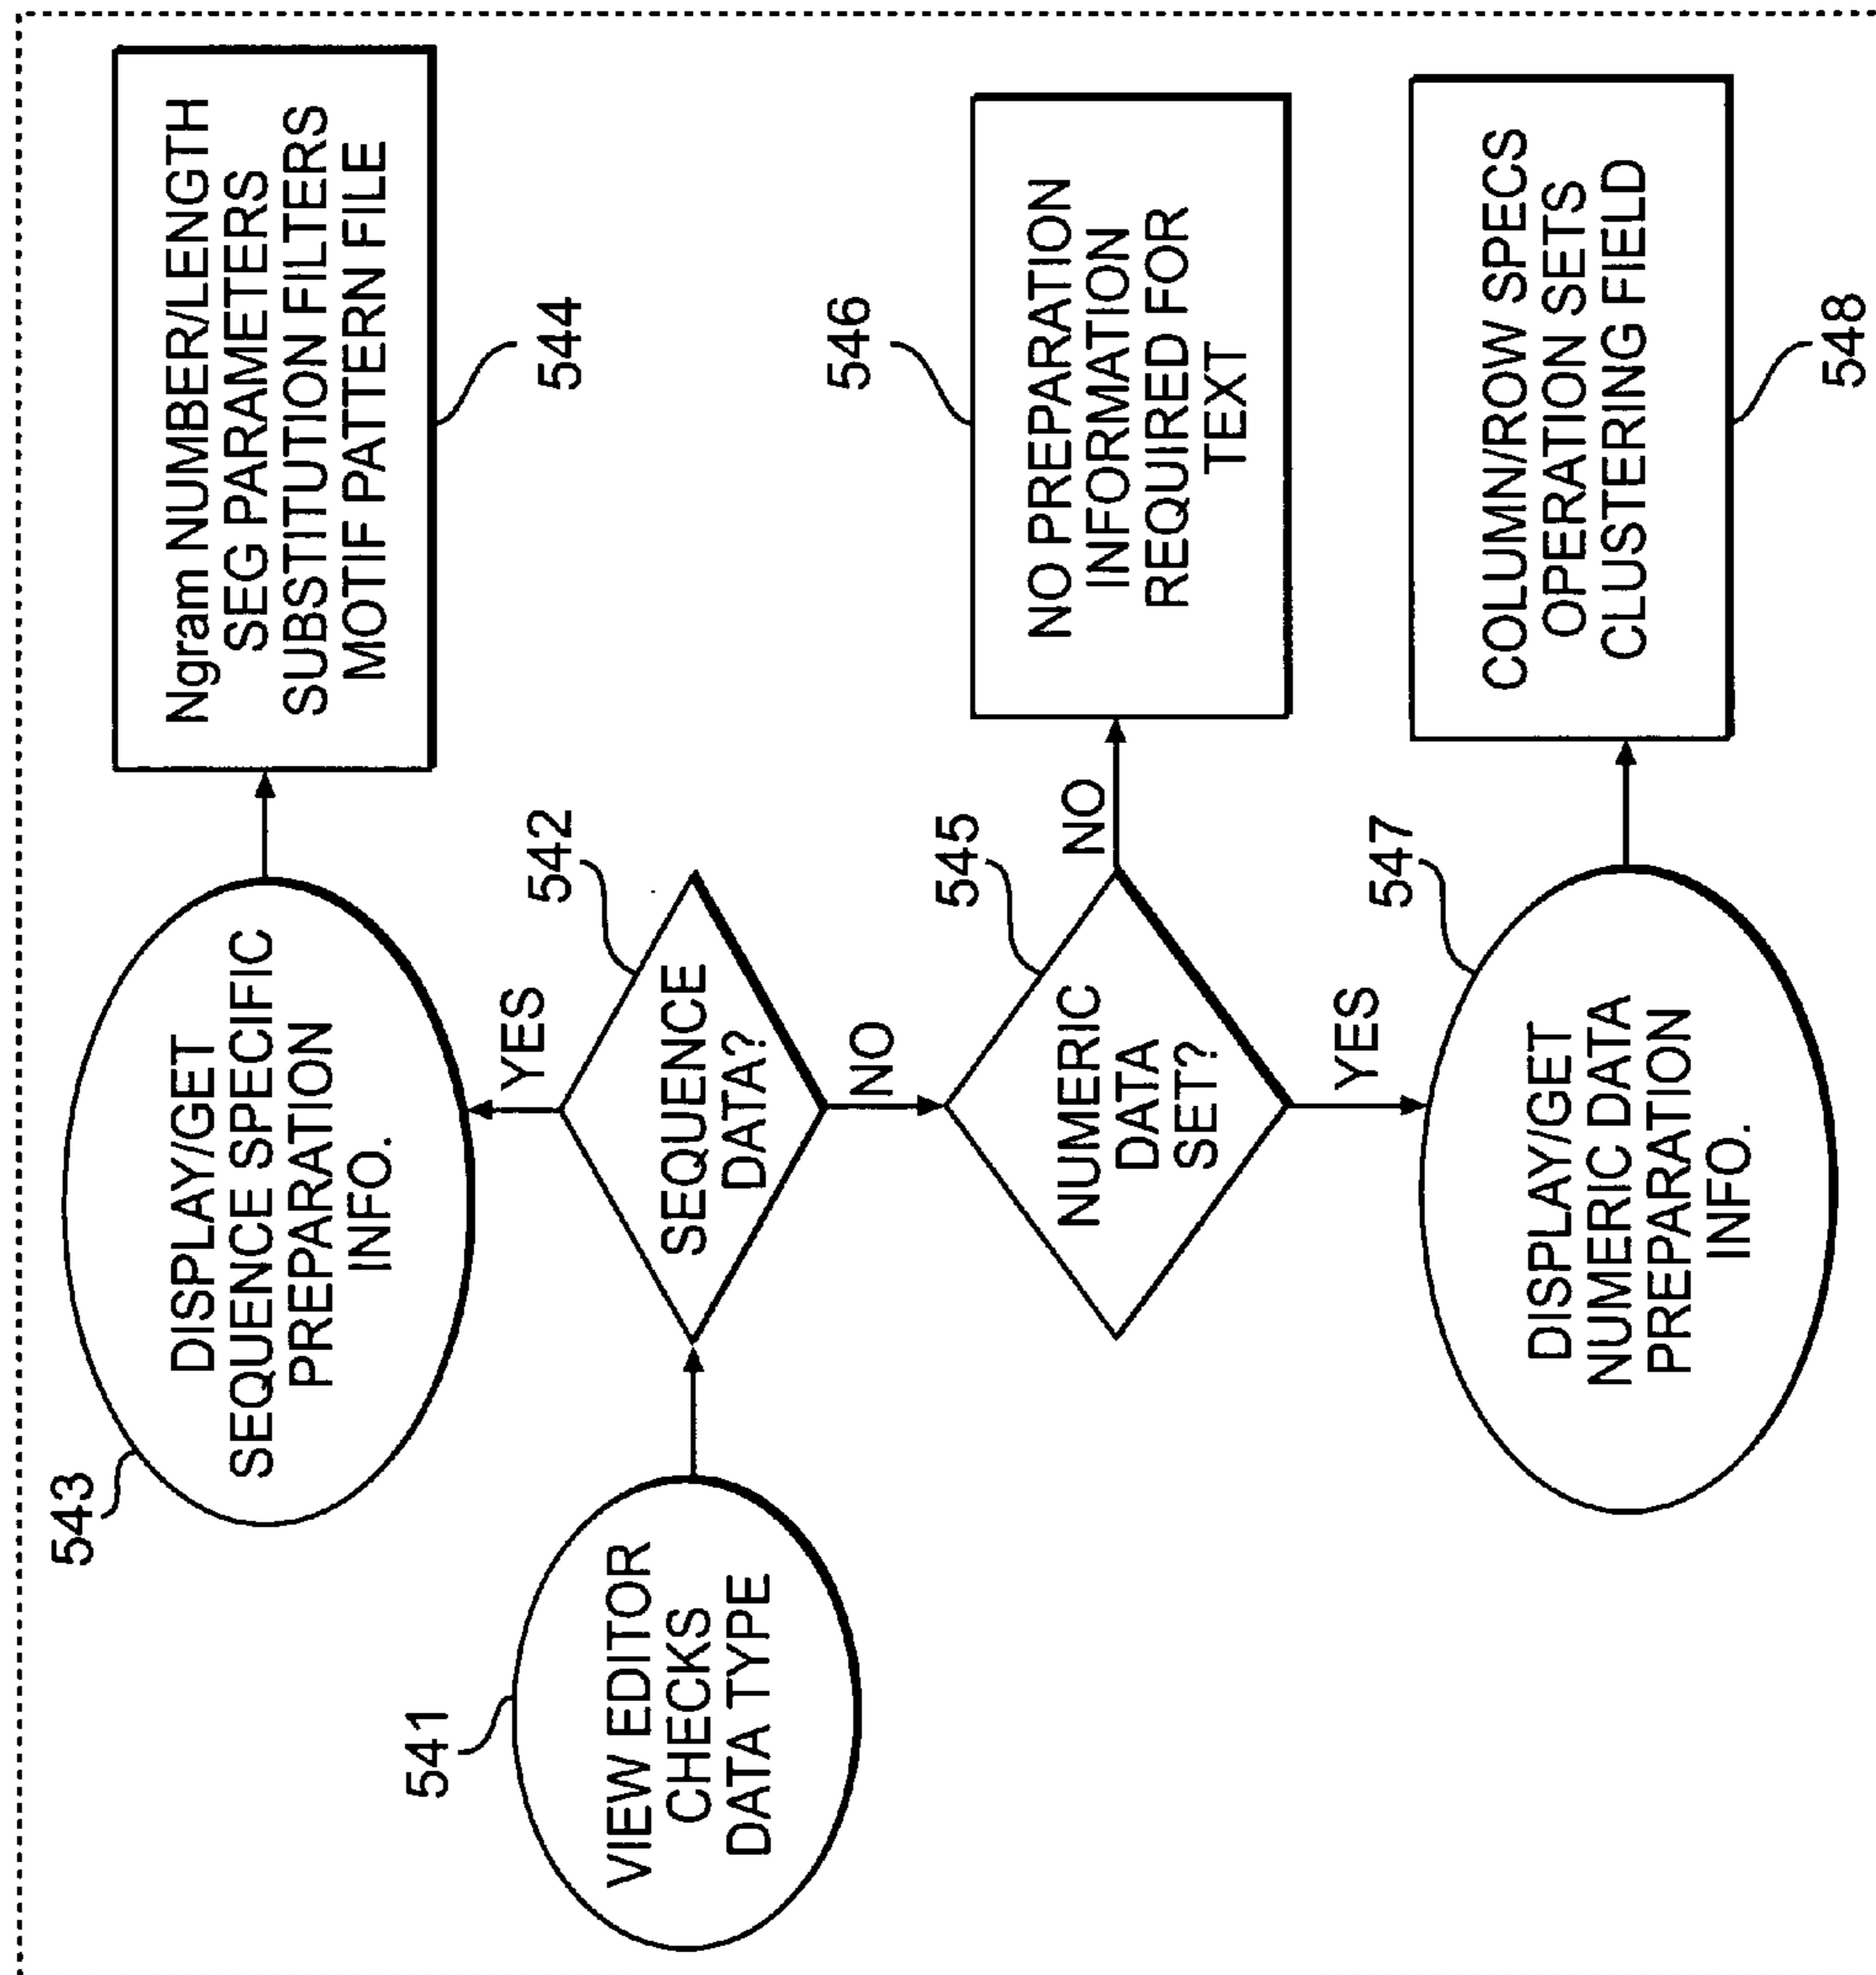 543
DISPLAY/GET
SEQUENCE SPECIFIC
PREPARATION
INFO.
Ngram NUMBER/LENGTH
SEG PARAMETERS
SUBSTITUTION FILTERS
MOTIF PATTERN FILE
544
YES
541
VIEW EDITOR
CHECKS
DATA TYPE
542
SEQUENCE
DATA?
NO
545
NUMERIC
DATA
SET?
NO
546
NO PREPARATION
INFORMATION
REQUIRED FOR
TEXT
YES
547
DISPLAY/GET
NUMERIC DATA
PREPARATION
INFO.
COLUMN/ROW SPECS
OPERATION SETS
CLUSTERING FIELD
548